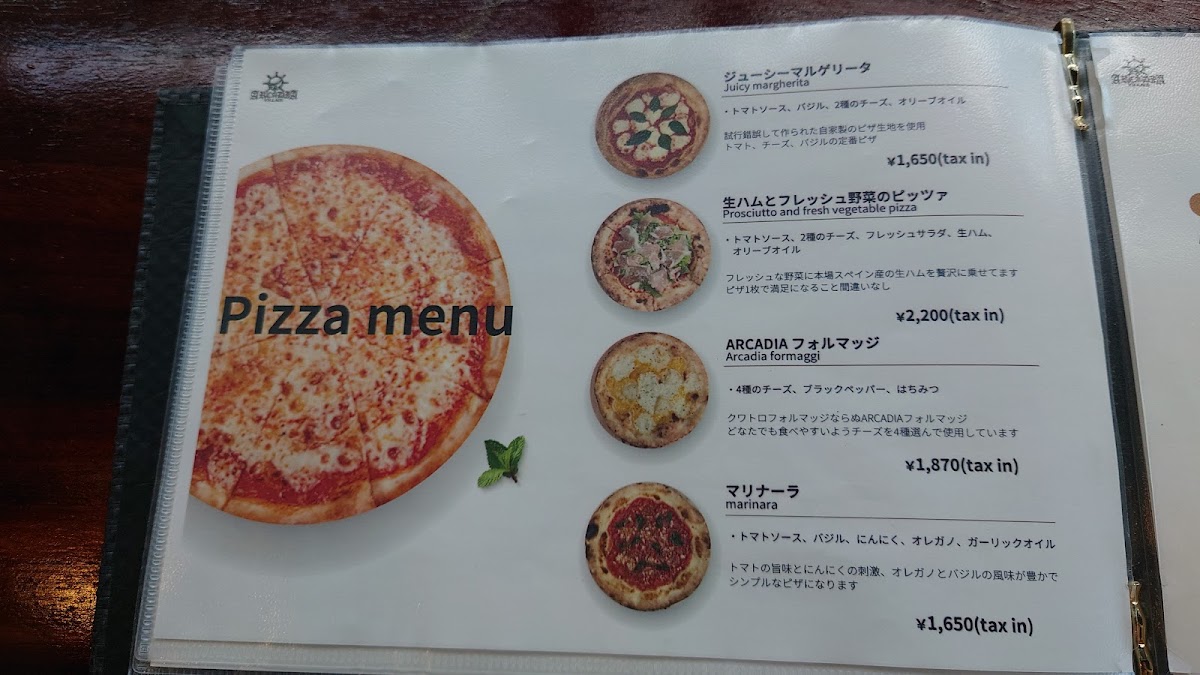 ARCADIA
Pizza menu
ジューシーマルゲリータ
Juicy margherita
・トマトソース、バジル、2種のチーズ、オリーブオイル
試行錯誤して作られた自家製のピザ生地を使用
トマト、チーズ、バジルの定番ピザ
¥1,650(tax in)
生ハムとフレッシュ野菜のピッツァ
Prosciutto and fresh vegetable pizza
・トマトソース、2種のチーズ、フレッシュサラダ、生ハム、
オリーブオイル
フレッシュな野菜に本場スペイン産の生ハムを贅沢に乗せてます
ピザ1枚で満足になること間違いなし
¥2,200(tax in)
ARCADIA フォルマッジ
Arcadia formaggi
・4種のチーズ、ブラックペッパー、はちみつ
クワトロフォルマッジならぬARCADIAフォルマッジ
どなたでも食べやすいようチーズを4種選んで使用しています
¥1,870(tax in)
マリナーラ
marinara
・トマトソース、バジル、にんにく、オレガノ、ガーリックオイル
トマトの旨味とにんにくの刺激、オレガノとバジルの風味が豊かで
シンプルなピザになります
¥1,650(tax in)
ARCADIA